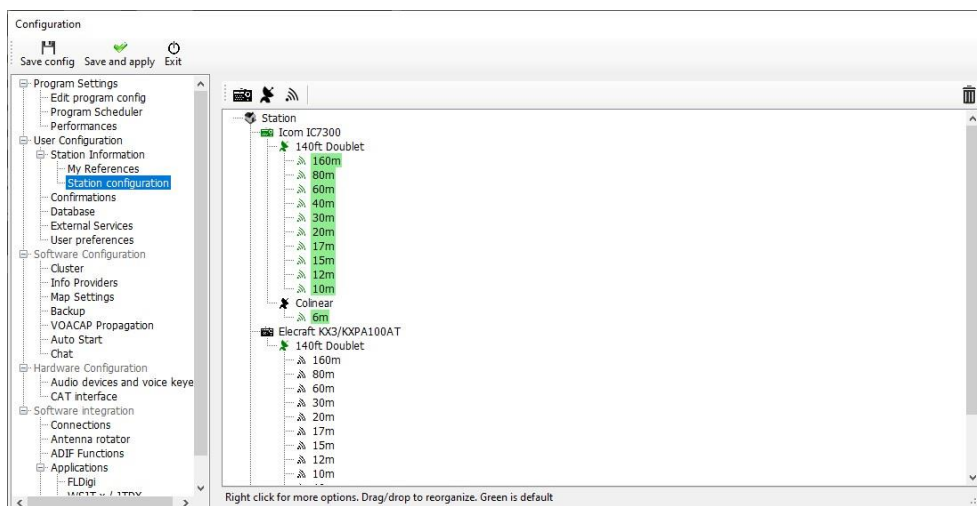 Configuration
Save config Save and apply Exit
Program Settings
Edit program config
Program Scheduler
Performances
User Configuration
Station Information
My References
Station configuration
Confirmations
Database
External Services
User preferences
Software Configuration
Cluster
Info Providers
Map Settings
Backup
VOACAP Propagation
Auto Start
Chat
Hardware Configuration
Audio devices and voice keye
CAT interface
Software integration
Connections
Antenna rotator
ADIF Functions
Applications
FLDigi
Station
Icom IC7300
140ft Doublet
160m
80m
60m
40m
30m
20m
17m
15m
12m
10m
Colinear
6m
Elecraft KX3/KXPA100AT
140ft Doublet
160m
80m
60m
30m
20m
17m
15m
12m
10m
Right click for more options. Drag/drop to reorganize. Green is default